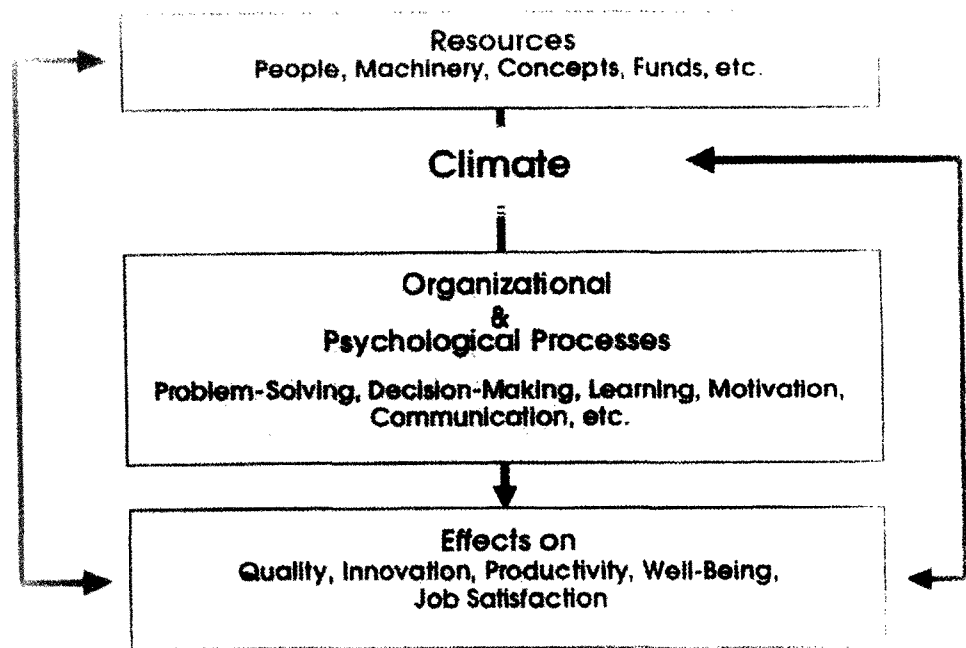 Resources
People, Machinery, Concepts, Funds, etc.
Climate
Organizational
&
Psychological Processes
Problem-Solving, Decision-Making, Learning, Motivation,
Communication, etc.
Effects on
Quality, Innovation, Productivity, Well-Being,
Job Satisfaction